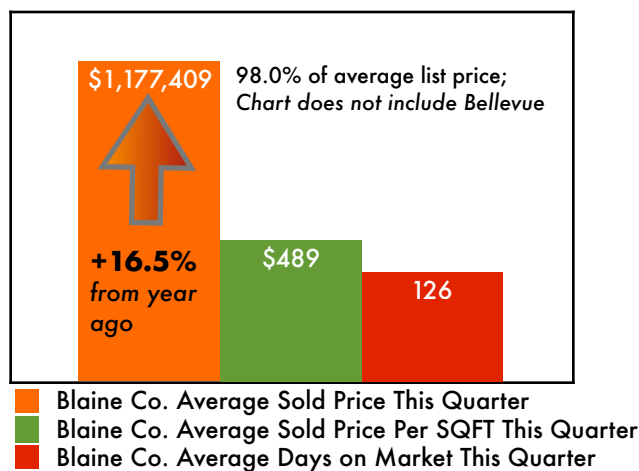 $1,177,409
98.0% of average list price;
Chart does not include Bellevue
+16.5%
from year
ago
$489
126
Blaine Co. Average Sold Price This Quarter
Blaine Co. Average Sold Price Per SQFT This Quarter
Blaine Co. Average Days on Market This Quarter